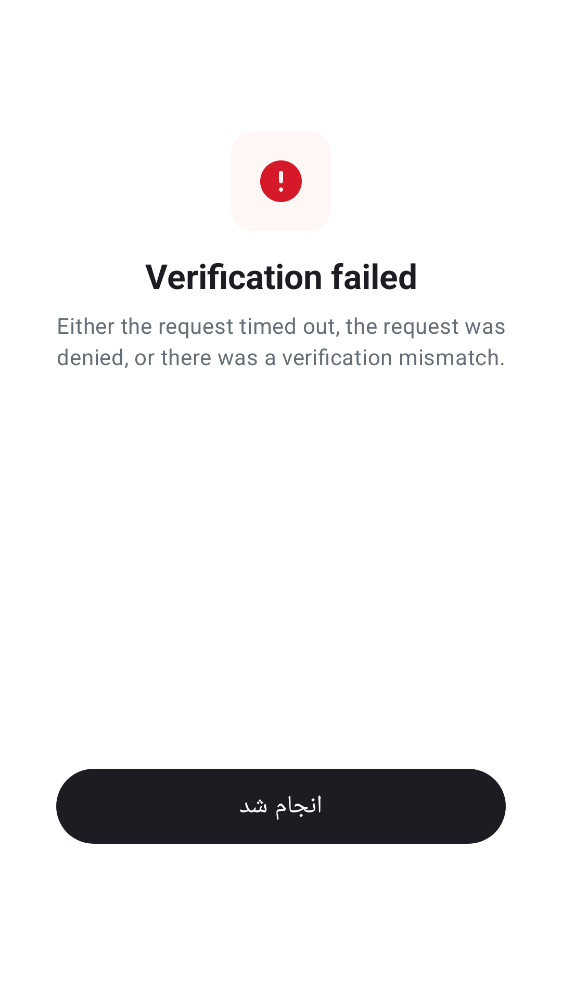 Verification failed
Either the request timed out, the request was
denied, or there was a verification mismatch.
انجام شد